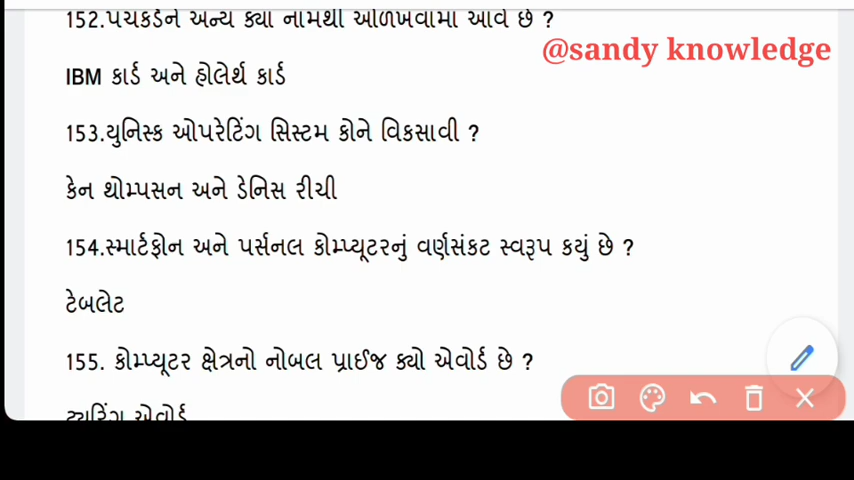 152.પંચકાર્ડને અન્ય ક્યા નામથી ઓળખવામાં આવે છે ?
@sandy knowledge
IBM કાર્ડ અને હોલેર્થ કાર્ડ
153.યુનિસ્ક ઓપરેટિંગ સિસ્ટમ કોને વિકસાવી ?
કેન થોમ્પસન અને ડેનિસ રીચી
154.સ્માર્ટફોન અને પર્સનલ કોમ્પ્યૂટરનું વર્ણસંકટ સ્વરૂપ કયું છે ?
ટેબલેટ
155. કોમ્પ્યૂટર ક્ષેત્રનો નોબલ પ્રાઈજ ક્યો એવોર્ડ છે ?
ટ્યુરિંગ એવોર્ડ